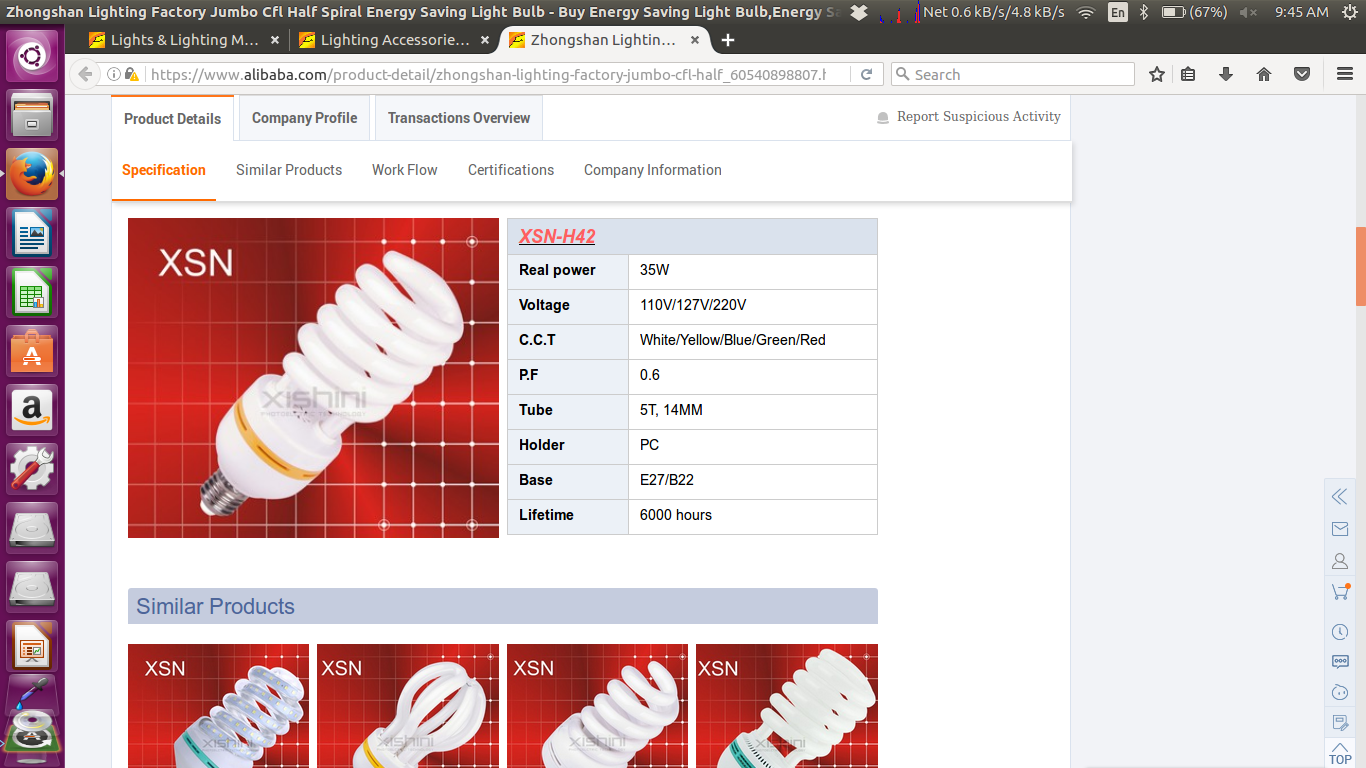 Zhongshan Lighting Factory Jumbo Cfl Half Spiral Energy Saving Light Bulb - Buy Energy Saving Light Bulb,Energy Sa
Net 0.6 kB/s/4.8 kB/s
En
(67%)
9:45 AM
Lights & Lighting M…
Lighting Accessorie…
Zhongshan Lightin…
https://www.alibaba.com/product-detail/zhongshan-lighting-factory-jumbo-cfl-half_60540898807.h
Search
Product Details
Company Profile
Transactions Overview
Report Suspicious Activity
Specification
Similar Products
Work Flow
Certifications
Company Information
XSN
xishini
XSN-H42
Real power 35W
Voltage 110V/127V/220V
C.C.T White/Yellow/Blue/Green/Red
P.F 0.6
Tube 5T, 14MM
Holder PC
Base E27/B22
Lifetime 6000 hours
Similar Products
XSN
XSN
XSN
XSN
xishini
xishini
xishini
xishini
TOP